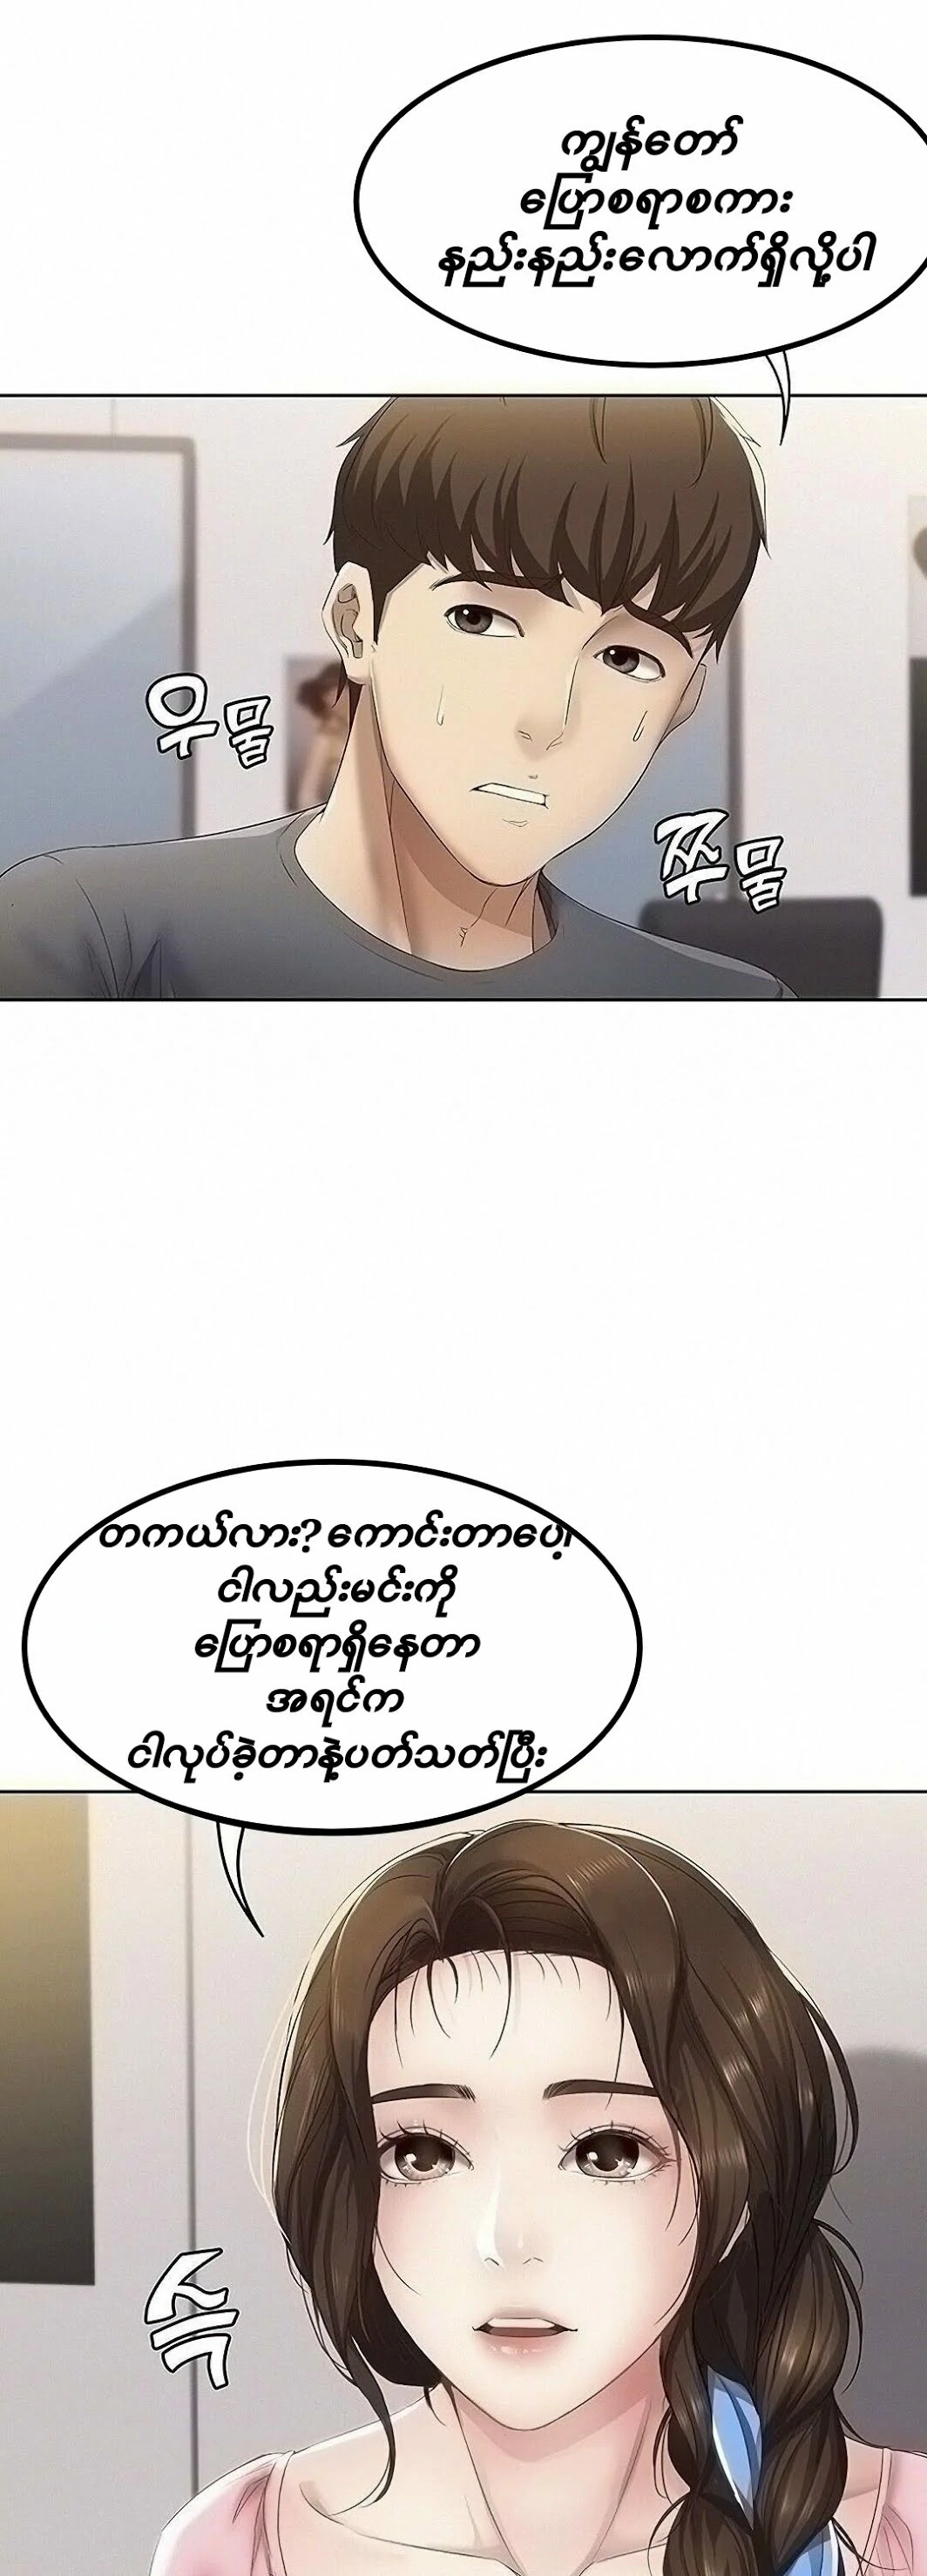 ကျွန်တော်
ပြောစရာစကား
နည်းနည်းလောက်ရှိလို့ပါ
우물
쭈물
တကယ်လား? ကောင်းတာပေါ့
ငါလည်းမင်းကို
ပြောစရာရှိနေတာ
အရင်က
ငါလုပ်ခဲ့တာနဲ့ပတ်သတ်ပြီး
슥